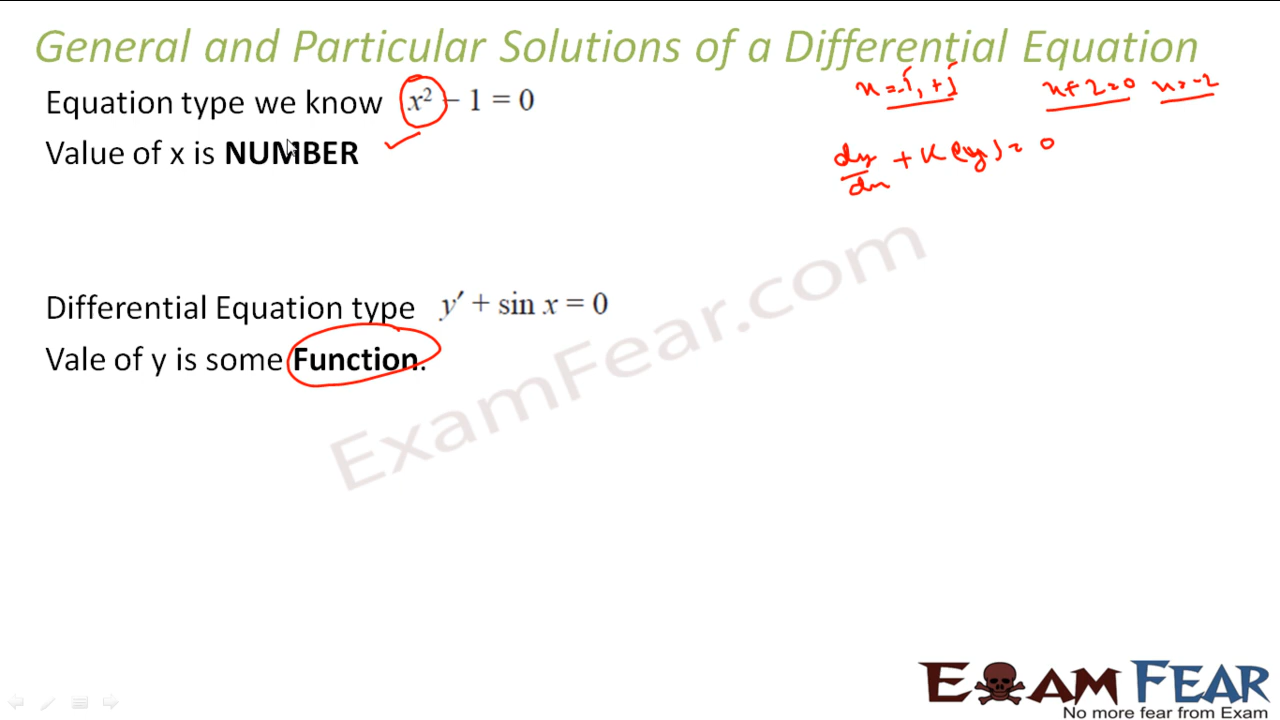 General and Particular Solutions of a Differential Equation
Equation type we know x² − 1 = 0
x = -1, +1
x + 2 = 0 x = -2
Value of x is NUMBER
dy/dx + x(y) = 0
Differential Equation type y′ + sin x = 0
Vale of y is some Function.
ExamFear.com
EXAM FEAR
No more fear from Exam